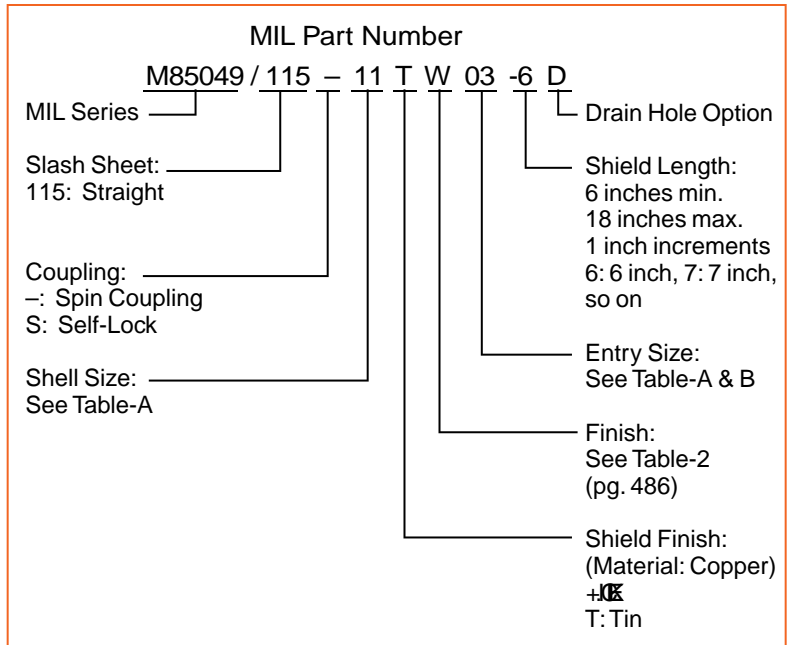 MIL Part Number
M85049 / 115 – 11 T W 03 -6 D
MIL Series
Slash Sheet:
115: Straight
Coupling:
–: Spin Coupling
S: Self-Lock
Shell Size:
See Table-A
Drain Hole Option
Shield Length:
6 inches min.
18 inches max.
1 inch increments
6: 6 inch, 7: 7 inch,
so on
Entry Size:
See Table-A & B
Finish:
See Table-2
(pg. 486)
Shield Finish:
(Material: Copper)
T: Tin